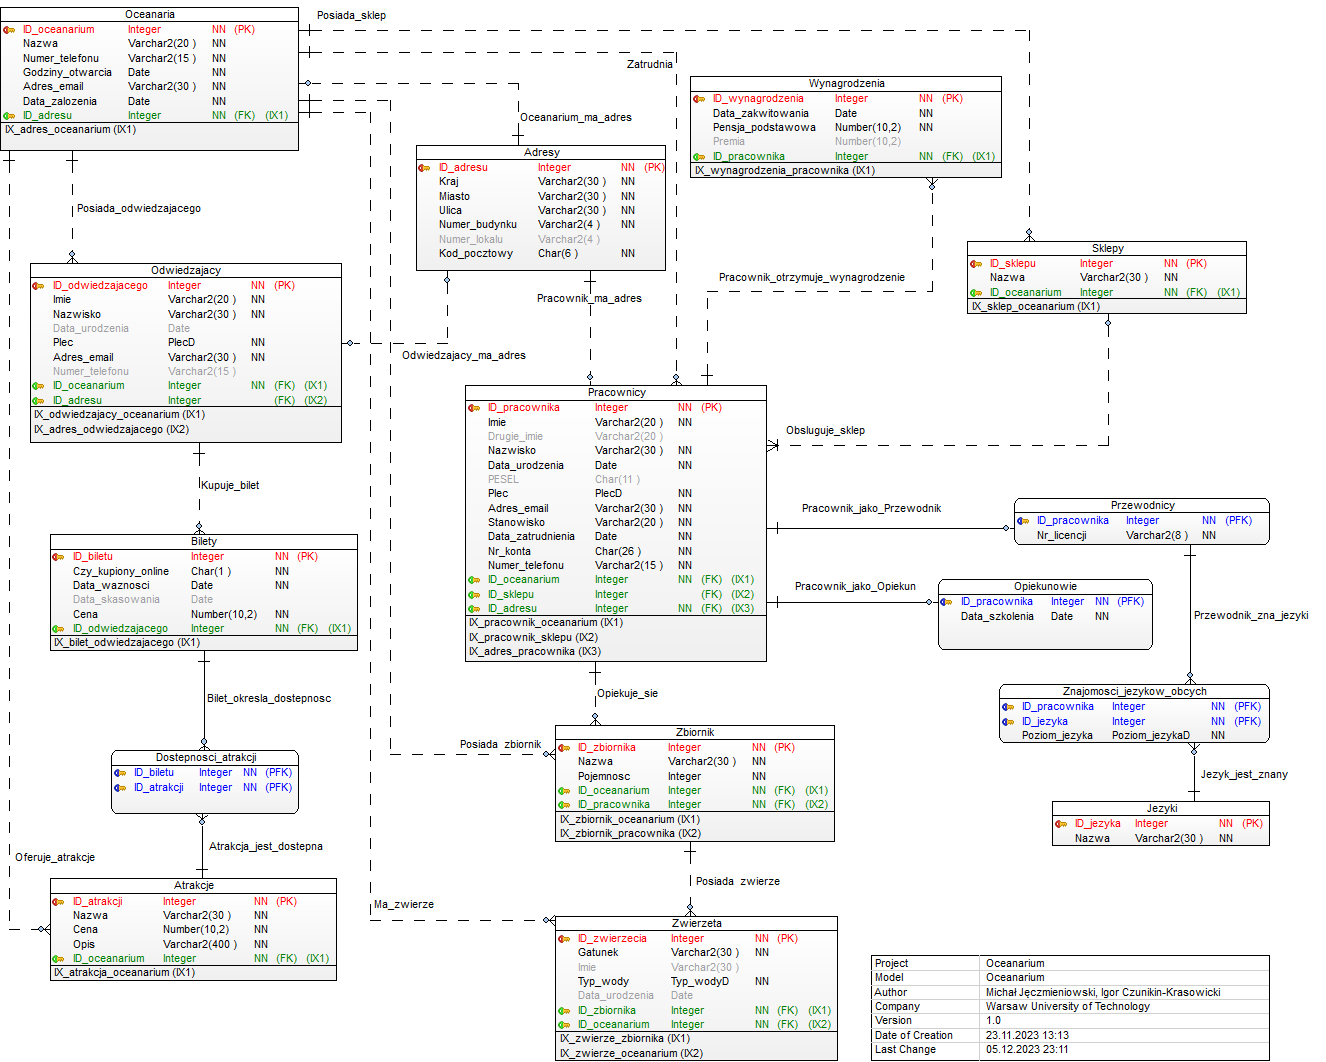 Oceanaria
ID_oceanarium Integer NN (PK)
Nazwa Varchar2(20 ) NN
Numer_telefonu Varchar2(15 ) NN
Godziny_otwarcia Date NN
Adres_email Varchar2(30 ) NN
Data_zalozenia Date NN
ID_adresu Integer NN (FK) (IX1)
IX_adres_oceanarium (IX1)
Posiada_sklep
Zatrudnia
Oceanarium_ma_adres
Wynagrodzenia
ID_wynagrodzenia Integer NN (PK)
Data_zakwitowania Date NN
Pensja_podstawowa Number(10,2) NN
Premia Number(10,2)
ID_pracownika Integer NN (FK) (IX1)
IX_wynagrodzenia_pracownika (IX1)
Adresy
ID_adresu Integer NN (PK)
Kraj Varchar2(30 ) NN
Miasto Varchar2(30 ) NN
Ulica Varchar2(30 ) NN
Numer_budynku Varchar2(4 ) NN
Numer_lokalu Varchar2(4 )
Kod_pocztowy Char(6 ) NN
Posiada_odwiedzajacego
Sklepy
ID_sklepu Integer NN (PK)
Nazwa Varchar2(30 ) NN
ID_oceanarium Integer NN (FK) (IX1)
IX_sklep_oceanarium (IX1)
Pracownik_otrzymuje_wynagrodzenie
Pracownik_ma_adres
Odwiedzajacy
ID_odwiedzajacego Integer NN (PK)
Imie Varchar2(20 ) NN
Nazwisko Varchar2(30 ) NN
Data_urodzenia Date
Plec PlecD NN
Adres_email Varchar2(30 ) NN
Numer_telefonu Varchar2(15 )
ID_oceanarium Integer NN (FK) (IX1)
ID_adresu Integer (FK) (IX2)
IX_odwiedzajacy_oceanarium (IX1)
IX_adres_odwiedzajacego (IX2)
Odwiedzajacy_ma_adres
Pracownicy
ID_pracownika Integer NN (PK)
Imie Varchar2(20 ) NN
Drugie_imie Varchar2(20 )
Nazwisko Varchar2(30 ) NN
Data_urodzenia Date NN
PESEL Char(11 )
Plec PlecD NN
Adres_email Varchar2(30 ) NN
Stanowisko Varchar2(20 ) NN
Data_zatrudnienia Date NN
Nr_konta Char(26 ) NN
Numer_telefonu Varchar2(15 ) NN
ID_oceanarium Integer NN (FK) (IX1)
ID_sklepu Integer (FK) (IX2)
ID_adresu Integer NN (FK) (IX3)
IX_pracownik_oceanarium (IX1)
IX_pracownik_sklepu (IX2)
IX_adres_pracownika (IX3)
Obsluguje_sklep
Kupuje_bilet
Pracownik_jako_Przewodnik
Przewodnicy
ID_pracownika Integer NN (PFK)
Nr_licencji Varchar2(8 ) NN
Bilety
ID_biletu Integer NN (PK)
Czy_kupiony_online Char(1 ) NN
Data_waznosci Date NN
Data_skasowania Date
Cena Number(10,2) NN
ID_odwiedzajacego Integer NN (FK) (IX1)
IX_bilet_odwiedzajacego (IX1)
Pracownik_jako_Opiekun
Opiekunowie
ID_pracownika Integer NN (PFK)
Data_szkolenia Date NN
Przewodnik_zna_jezyki
Bilet_okresla_dostepnosc
Opiekuje_sie
Znajomosci_jezykow_obcych
ID_pracownika Integer NN (PFK)
ID_jezyka Integer NN (PFK)
Poziom_jezyka Poziom_jezykaD NN
Posiada_zbiornik
Zbiornik
ID_zbiornika Integer NN (PK)
Nazwa Varchar2(30 ) NN
Pojemnosc Integer NN
ID_oceanarium Integer NN (FK) (IX1)
ID_pracownika Integer NN (FK) (IX2)
IX_zbiornik_oceanarium (IX1)
IX_zbiornik_pracownika (IX2)
Dostepnosci_atrakcji
ID_biletu Integer NN (PFK)
ID_atrakcji Integer NN (PFK)
Jezyk_jest_znany
Jezyki
ID_jezyka Integer NN (PK)
Nazwa Varchar2(30 ) NN
Atrakcja_jest_dostepna
Oferuje_atrakcje
Atrakcje
ID_atrakcji Integer NN (PK)
Nazwa Varchar2(30 ) NN
Cena Number(10,2) NN
Opis Varchar2(400 ) NN
ID_oceanarium Integer NN (FK) (IX1)
IX_atrakcja_oceanarium (IX1)
Posiada_zwierze
Ma_zwierze
Zwierzeta
ID_zwierzecia Integer NN (PK)
Gatunek Varchar2(30 ) NN
Imie Varchar2(30 )
Typ_wody Typ_wodyD NN
Data_urodzenia Date
ID_zbiornika Integer NN (FK) (IX1)
ID_oceanarium Integer NN (FK) (IX2)
IX_zwierze_zbiornika (IX1)
IX_zwierze_oceanarium (IX2)
Project Oceanarium
Model Oceanarium
Author Michał Jęczmieniowski, Igor Czunikin-Krasowicki
Company Warsaw University of Technology
Version 1.0
Date of Creation 23.11.2023 13:13
Last Change 05.12.2023 23:11